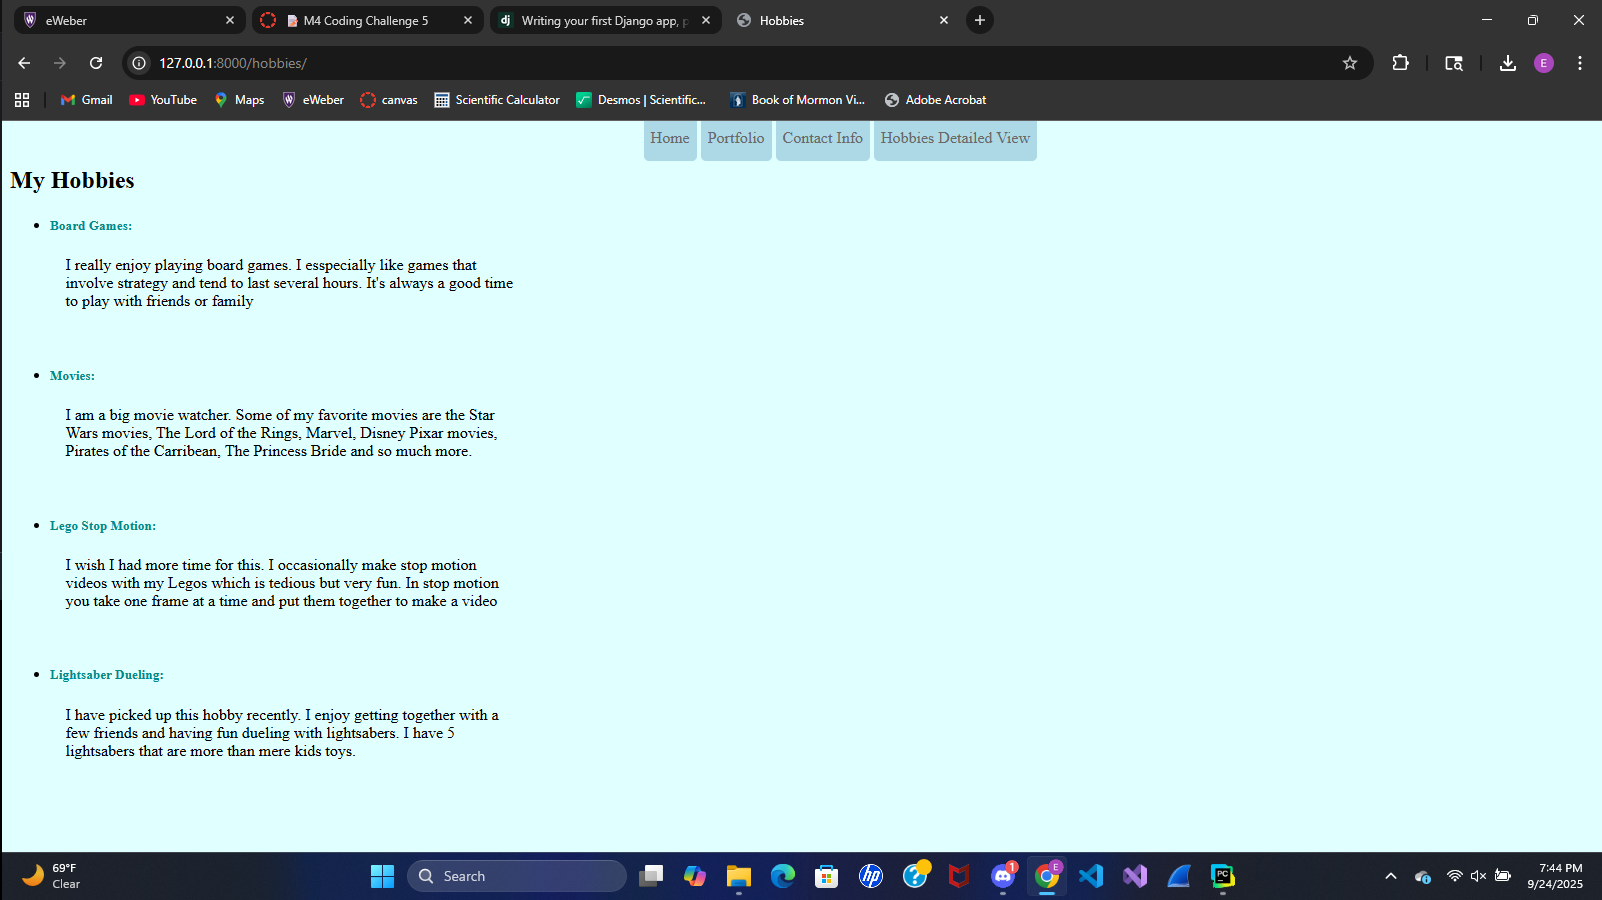 eWeber
M4 Coding Challenge 5
Writing your first Django app, p
Hobbies
127.0.0.1:8000/hobbies/
E
Gmail
YouTube
Maps
eWeber
canvas
Scientific Calculator
Desmos | Scientific...
Book of Mormon Vi...
Adobe Acrobat
Home
Portfolio
Contact Info
Hobbies Detailed View
My Hobbies
Board Games:
I really enjoy playing board games. I esspecially like games that
involve strategy and tend to last several hours. It's always a good time
to play with friends or family
Movies:
I am a big movie watcher. Some of my favorite movies are the Star
Wars movies, The Lord of the Rings, Marvel, Disney Pixar movies,
Pirates of the Carribean, The Princess Bride and so much more.
Lego Stop Motion:
I wish I had more time for this. I occasionally make stop motion
videos with my Legos which is tedious but very fun. In stop motion
you take one frame at a time and put them together to make a video
Lightsaber Dueling:
I have picked up this hobby recently. I enjoy getting together with a
few friends and having fun dueling with lightsabers. I have 5
lightsabers that are more than mere kids toys.
69°F
Clear
Search
hp
1
E
PC
7:44 PM
9/24/2025